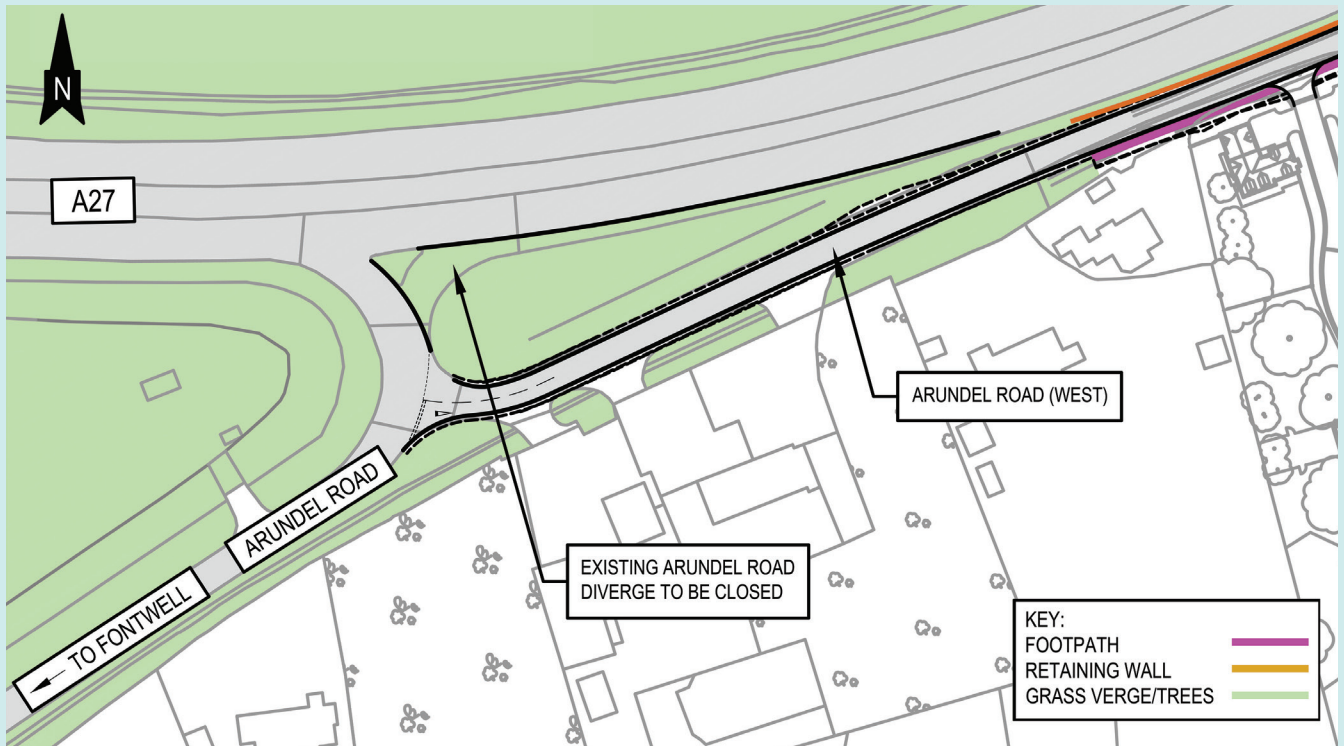 N
A27
ARUNDEL ROAD (WEST)
ARUNDEL ROAD
EXISTING ARUNDEL ROAD
DIVERGE TO BE CLOSED
← TO FONTWELL
KEY:
FOOTPATH
RETAINING WALL
GRASS VERGE/TREES